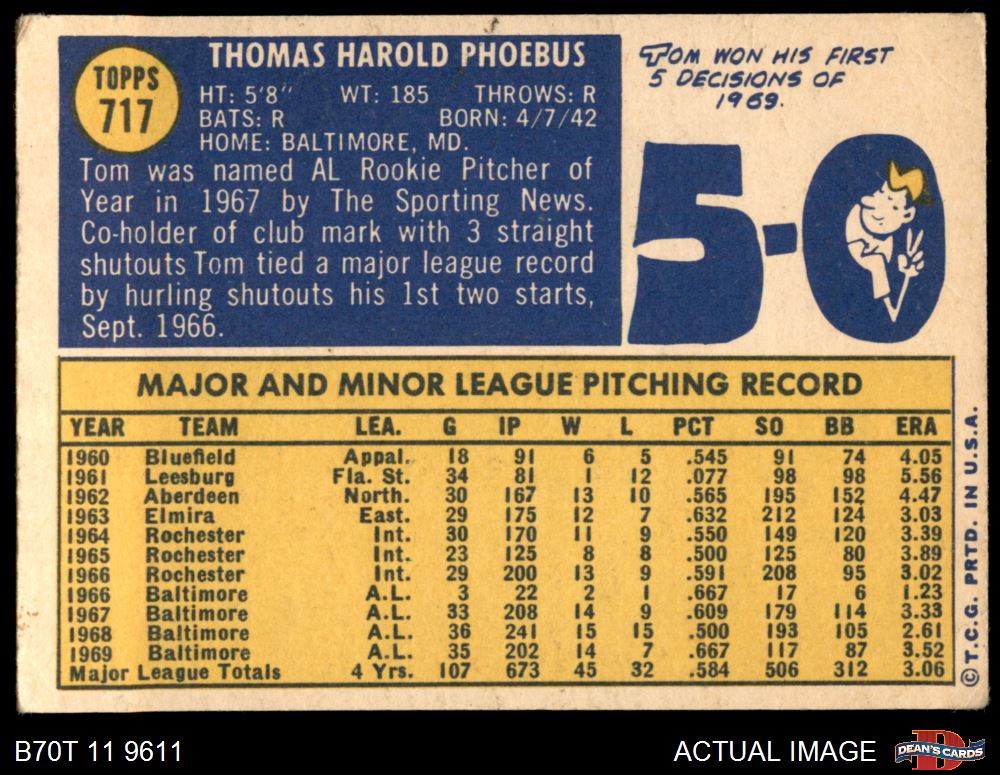 TOPPS
717
THOMAS HAROLD PHOEBUS
HT: 5'8" WT: 185 THROWS: R
BATS: R BORN: 4/7/42
HOME: BALTIMORE, MD.
Tom was named AL Rookie Pitcher of
Year in 1967 by The Sporting News.
Co-holder of club mark with 3 straight
shutouts Tom tied a major league record
by hurling shutouts his 1st two starts,
Sept. 1966.
TOM WON HIS FIRST
5 DECISIONS OF
1969.
5-0
MAJOR AND MINOR LEAGUE PITCHING RECORD
YEAR TEAM LEA. G IP W L PCT SO BB ERA
1960 Bluefield Appal. 18 91 6 5 .545 91 74 4.05
1961 Leesburg Fla. St. 34 81 1 12 .077 98 98 5.56
1962 Aberdeen North. 30 167 13 10 .565 195 152 4.47
1963 Elmira East. 29 175 12 7 .632 212 124 3.03
1964 Rochester Int. 30 170 11 9 .550 149 120 3.39
1965 Rochester Int. 23 125 8 8 .500 125 80 3.89
1966 Rochester Int. 29 200 13 9 .591 208 95 3.02
1966 Baltimore A.L. 3 22 2 1 .667 17 6 1.23
1967 Baltimore A.L. 33 208 14 9 .609 179 114 3.33
1968 Baltimore A.L. 36 241 15 15 .500 193 105 2.61
1969 Baltimore A.L. 35 202 14 7 .667 117 87 3.52
Major League Totals 4 Yrs. 107 673 45 32 .584 506 312 3.06
©T.C.G. PRTD. IN U.S.A.
B70T 11 9611
ACTUAL IMAGE
DEAN'S CARDS